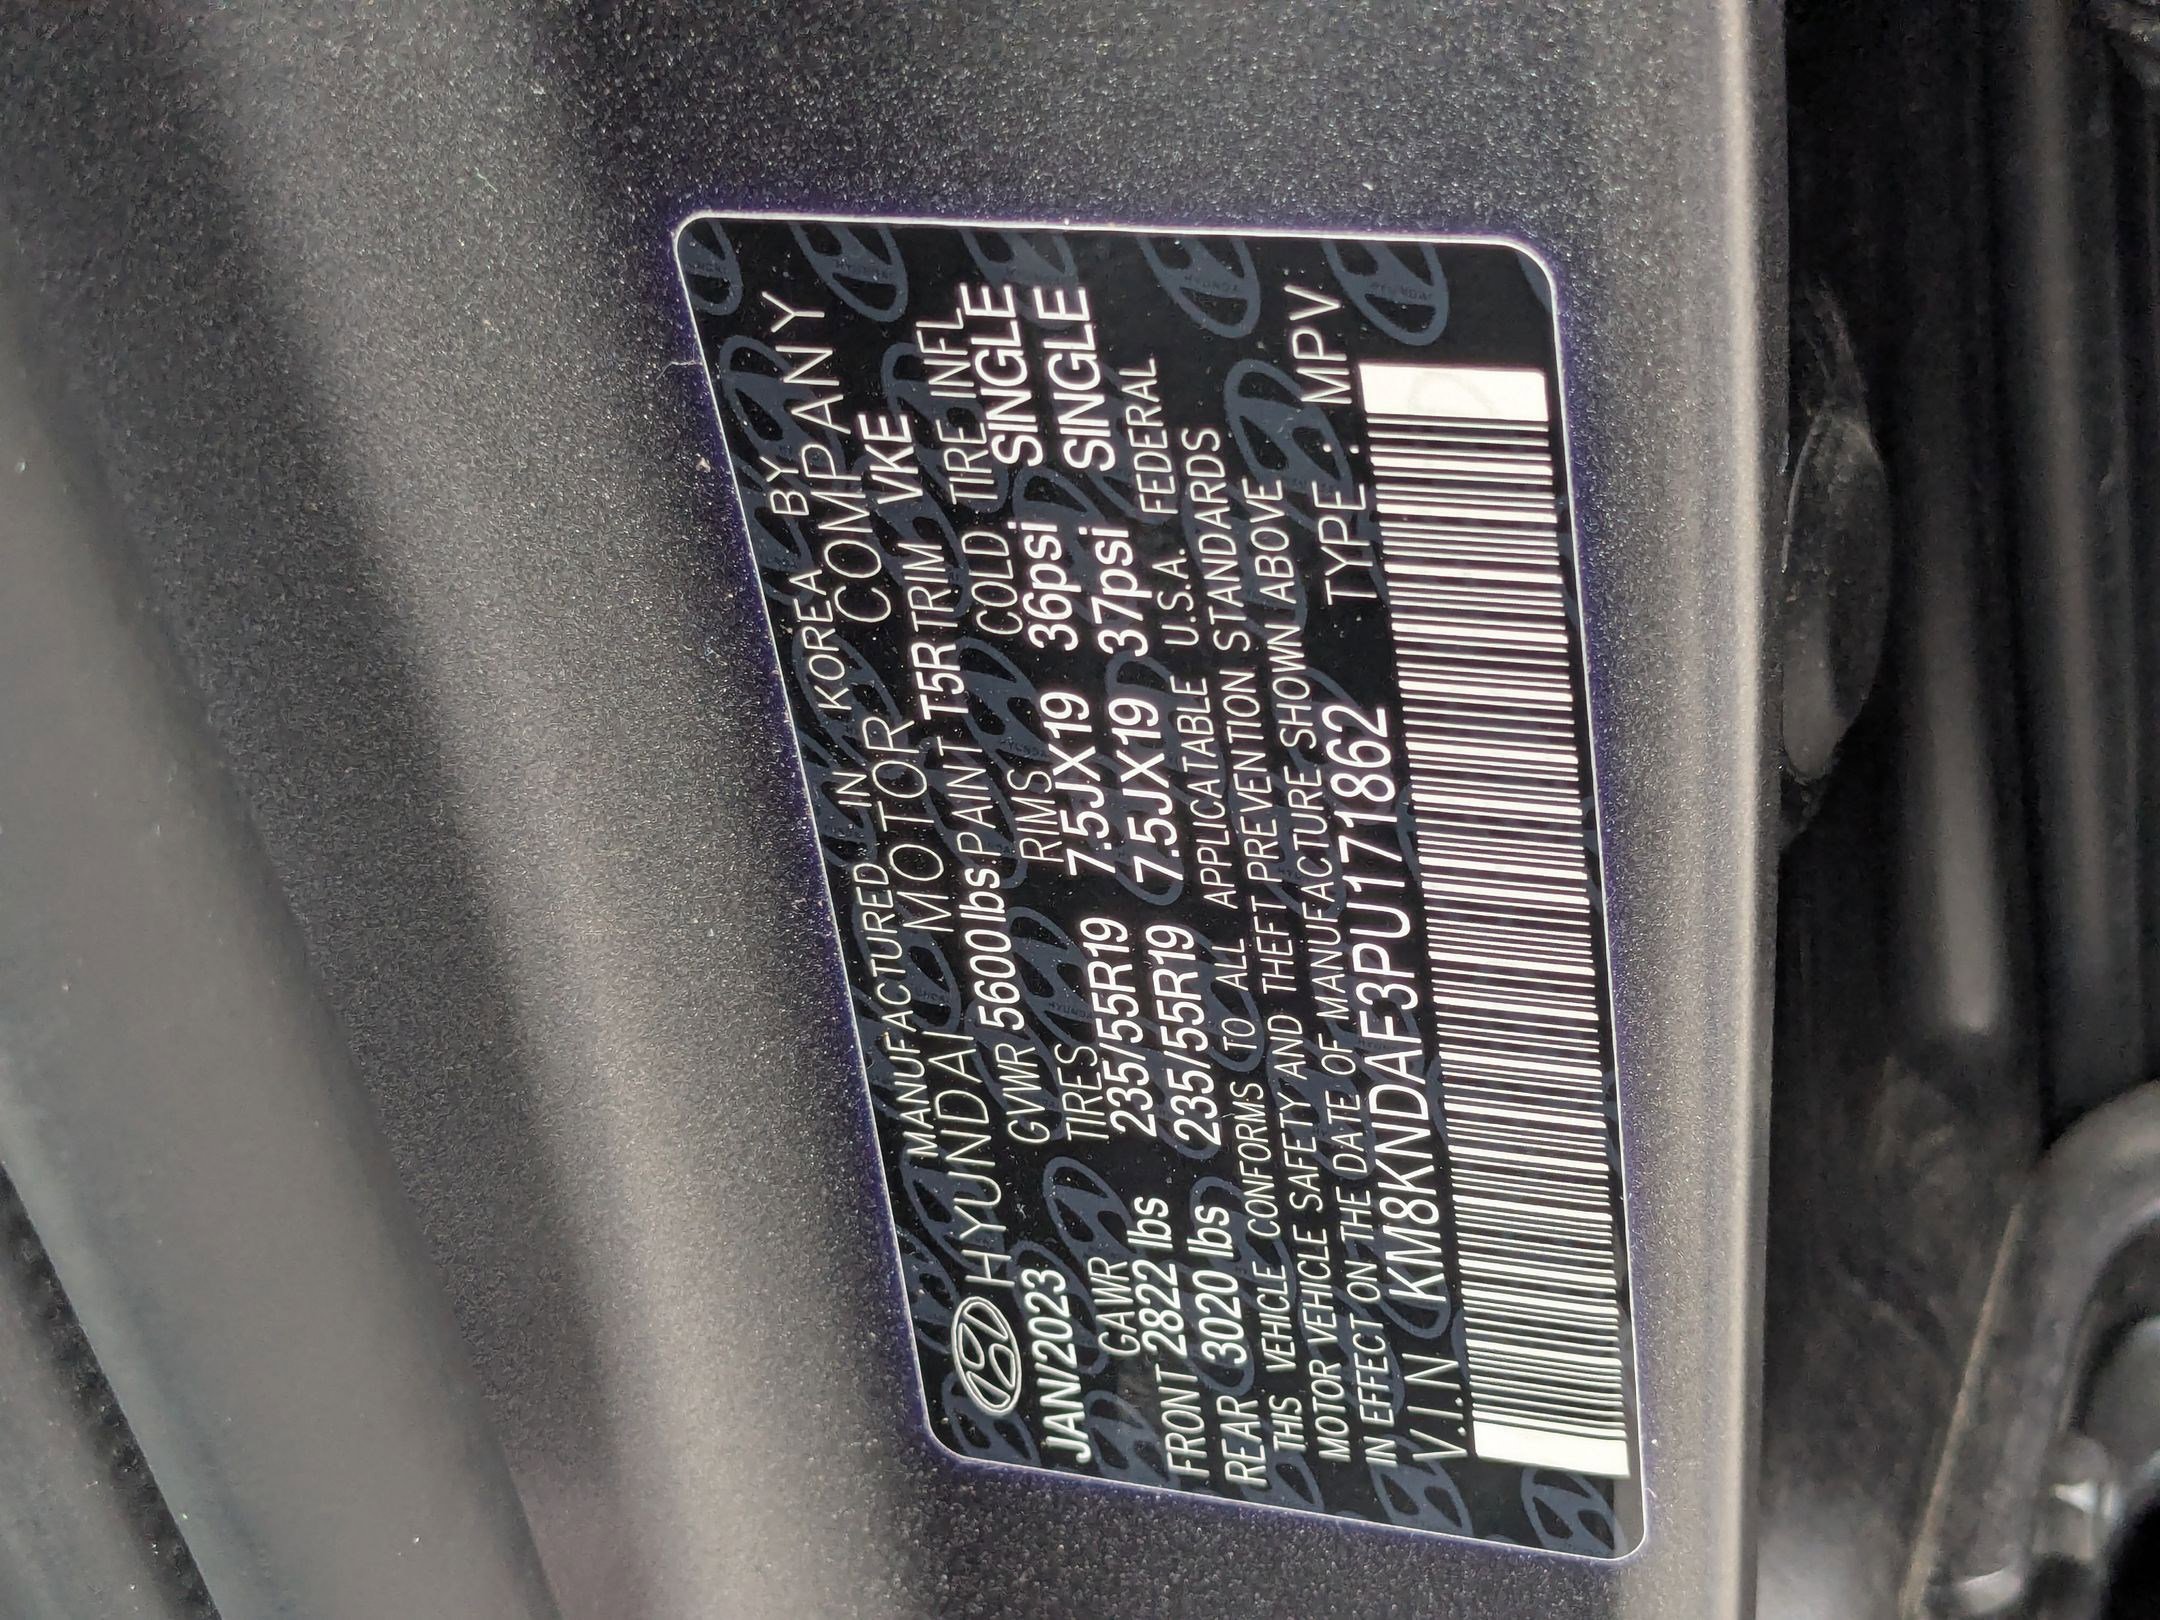 MANUFACTURED IN KOREA BY
HYUNDAI MOTOR COMPANY
JAN/2023 GVWR 5600lbs PAINT T5R TRIM VKE
GAWR TIRES RIMS COLD TIRE INFL.
FRONT 2822 lbs 235/55R19 7.5JX19 36psi SINGLE
REAR 3020 lbs 235/55R19 7.5JX19 37psi SINGLE
THIS VEHICLE CONFORMS TO ALL APPLICATABLE U.S.A. FEDERAL
MOTOR VEHICLE SAFETY AND THEFT PREVENTION STANDARDS
IN EFFECT ON THE DATE OF MANUFACTURE SHOWN ABOVE
V.I.N KM8KNDAF3PU171862 TYPE : MPV